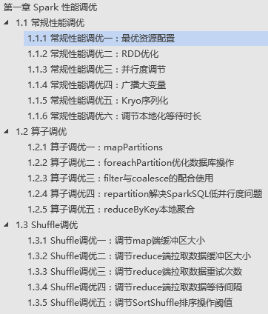 第一章 Spark 性能调优
1.1 常规性能调优
1.1.1 常规性能调优一：最优资源配置
1.1.2 常规性能调优二：RDD优化
1.1.3 常规性能调优三：并行度调节
1.1.4 常规性能调优四：广播大变量
1.1.5 常规性能调优五：Kryo序列化
1.1.6 常规性能调优六：调节本地化等待时长
1.2 算子调优
1.2.1 算子调优一：mapPartitions
1.2.2 算子调优二：foreachPartition优化数据库操作
1.2.3 算子调优三：filter与coalesce的配合使用
1.2.4 算子调优四：repartition解决SparkSQL低并行度问题
1.2.5 算子调优五：reduceByKey本地聚合
1.3 Shuffle调优
1.3.1 Shuffle调优一：调节map端缓冲区大小
1.3.2 Shuffle调优二：调节reduce端拉取数据缓冲区大小
1.3.3 Shuffle调优三：调节reduce端拉取数据重试次数
1.3.4 Shuffle调优四：调节reduce端拉取数据等待间隔
1.3.5 Shuffle调优五：调节SortShuffle排序操作阈值